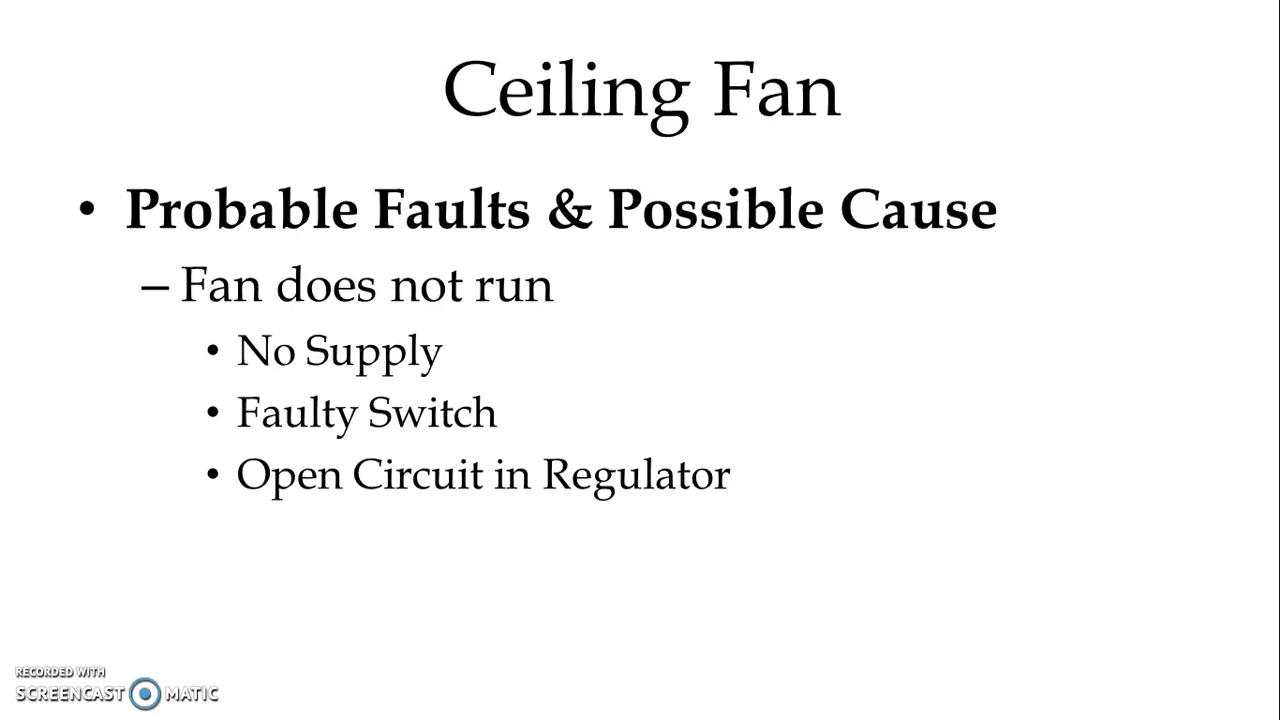 Ceiling Fan
• Probable Faults & Possible Cause
– Fan does not run
• No Supply
• Faulty Switch
• Open Circuit in Regulator
RECORDED WITH
SCREENCAST MATIC